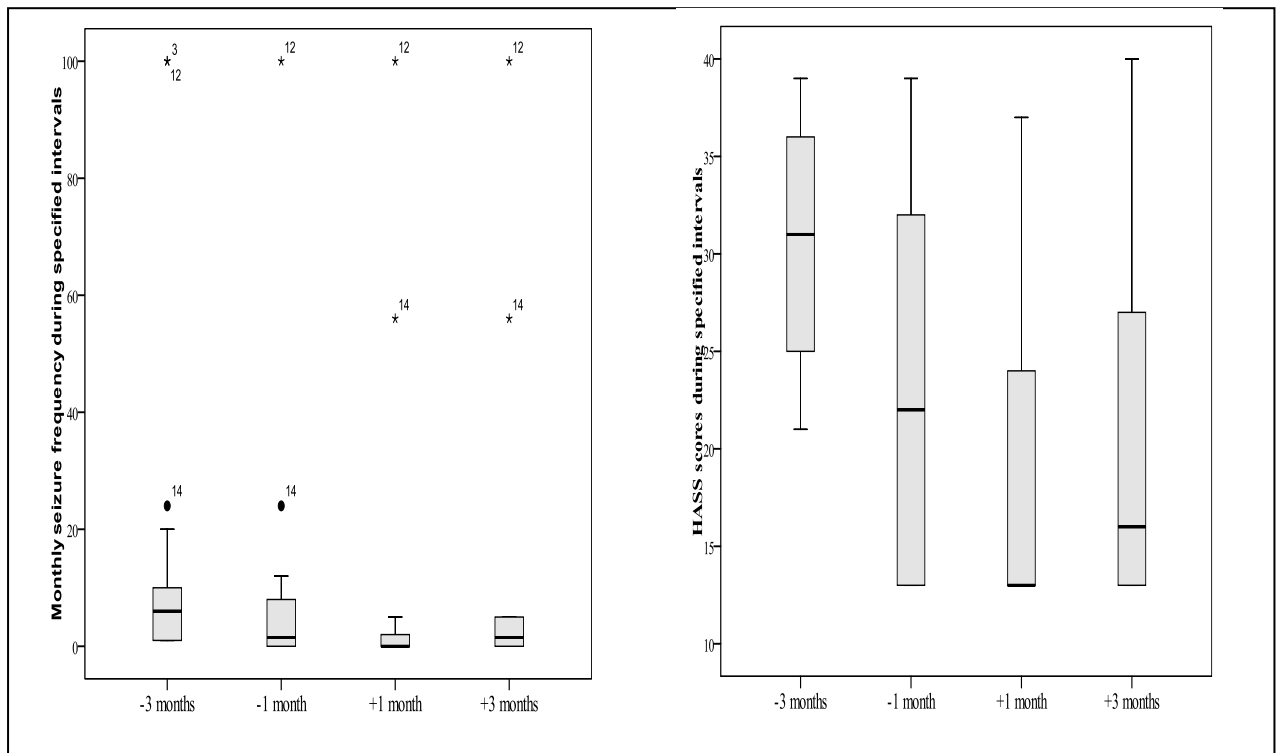 Monthly seizure frequency during specified intervals
100
80
60
40
20
0
3
12
14
12
14
12
14
12
14
-3 months
-1 month
+1 month
+3 months
HASS scores during specified intervals
40
35
30
25
20
15
10
-3 months
-1 month
+1 month
+3 months